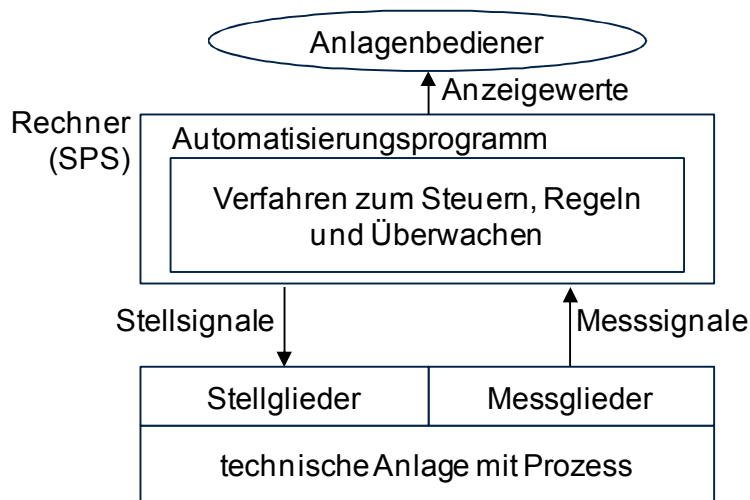 Anlagenbediener
Anzeigewerte
Rechner
(SPS)
Automatisierungsprogramm
Verfahren zum Steuern, Regeln
und Überwachen
Stellsignale
Messsignale
Stellglieder
Messglieder
technische Anlage mit Prozess